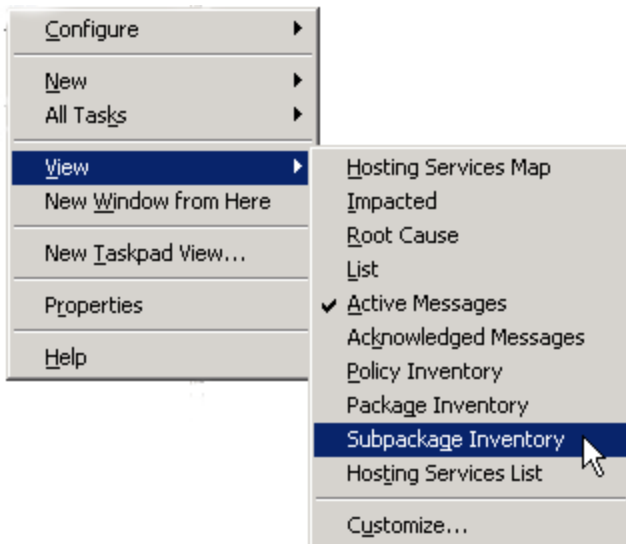 Configure
New
All Tasks
View
New Window from Here
New Taskpad View...
Properties
Help
Hosting Services Map
Impacted
Root Cause
List
Active Messages
Acknowledged Messages
Policy Inventory
Package Inventory
Subpackage Inventory
Hosting Services List
Customize...